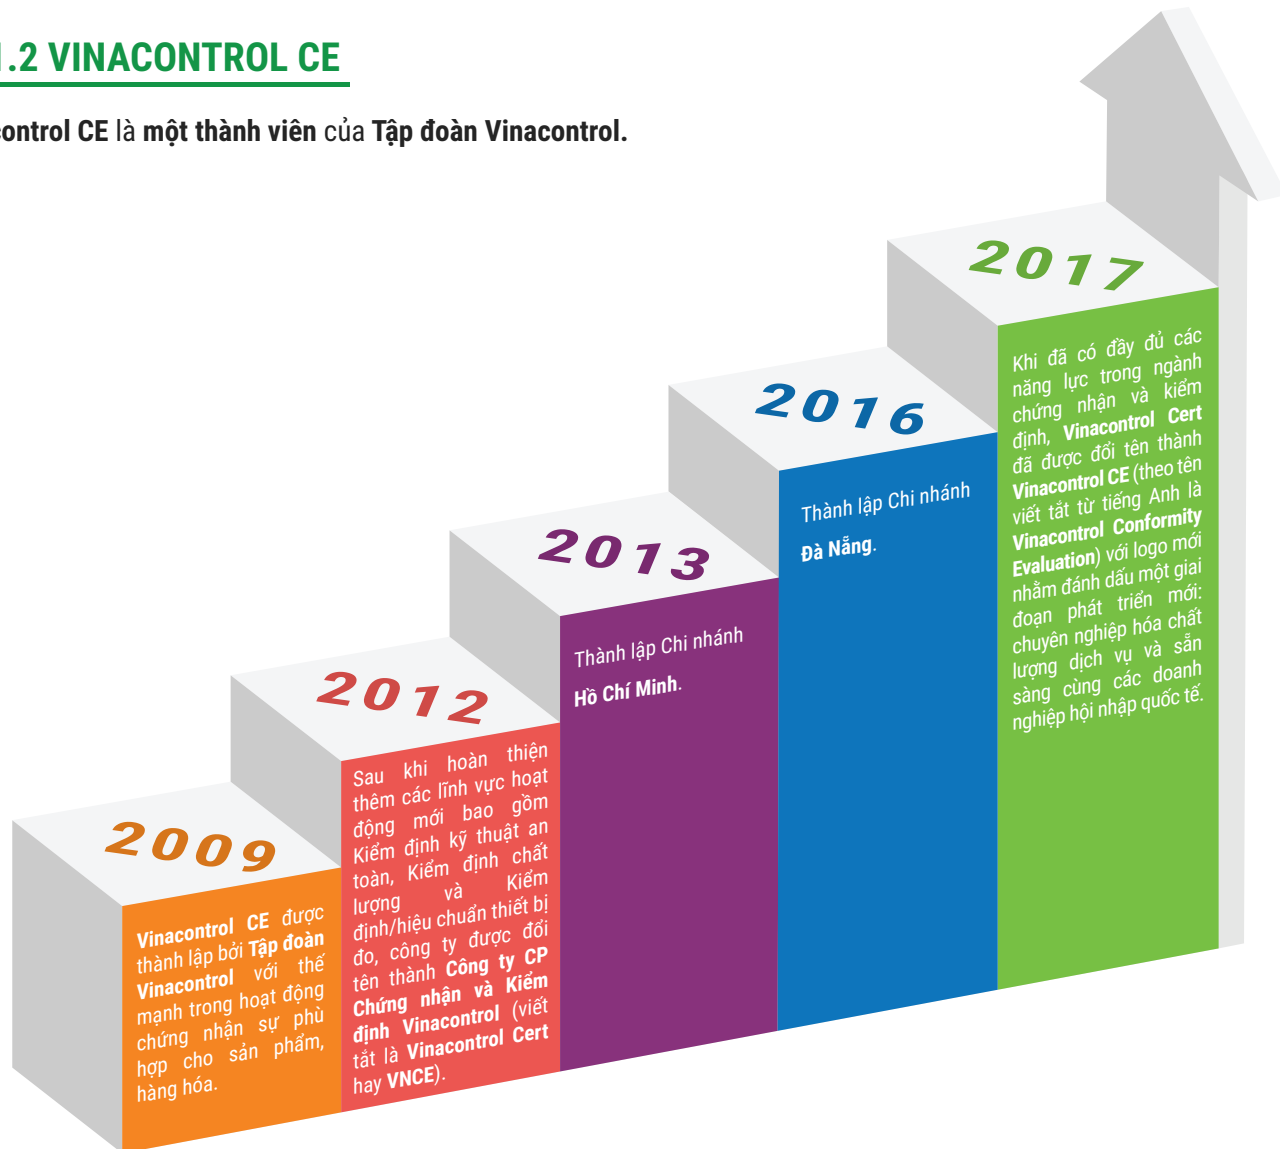 .2 VINACONTROL CE
control CE là một thành viên của Tập đoàn Vinacontrol.
2009
Vinacontrol CE được
thành lập bởi Tập đoàn
Vinacontrol với thế
mạnh trong hoạt động
chứng nhận sự phù
hợp cho sản phẩm,
hàng hóa.
2012
Sau khi hoàn thiện
thêm các lĩnh vực hoạt
động mới bao gồm
Kiểm định kỹ thuật an
toàn, Kiểm định chất
lượng và Kiểm
định/hiệu chuẩn thiết bị
đo, công ty được đổi
tên thành Công ty CP
Chứng nhận và Kiểm
định Vinacontrol (viết
tắt là Vinacontrol Cert
hay VNCE).
2013
Thành lập Chi nhánh
Hồ Chí Minh.
2016
Thành lập Chi nhánh
Đà Nẵng.
2017
Khi đã có đầy đủ các
năng lực trong ngành
chứng nhận và kiểm
định, Vinacontrol Cert
đã được đổi tên thành
Vinacontrol CE (theo tên
viết tắt từ tiếng Anh là
Vinacontrol Conformity
Evaluation) với logo mới
nhằm đánh dấu một giai
đoạn phát triển mới:
chuyên nghiệp hóa chất
lượng dịch vụ và sẵn
sàng cùng các doanh
nghiệp hội nhập quốc tế.